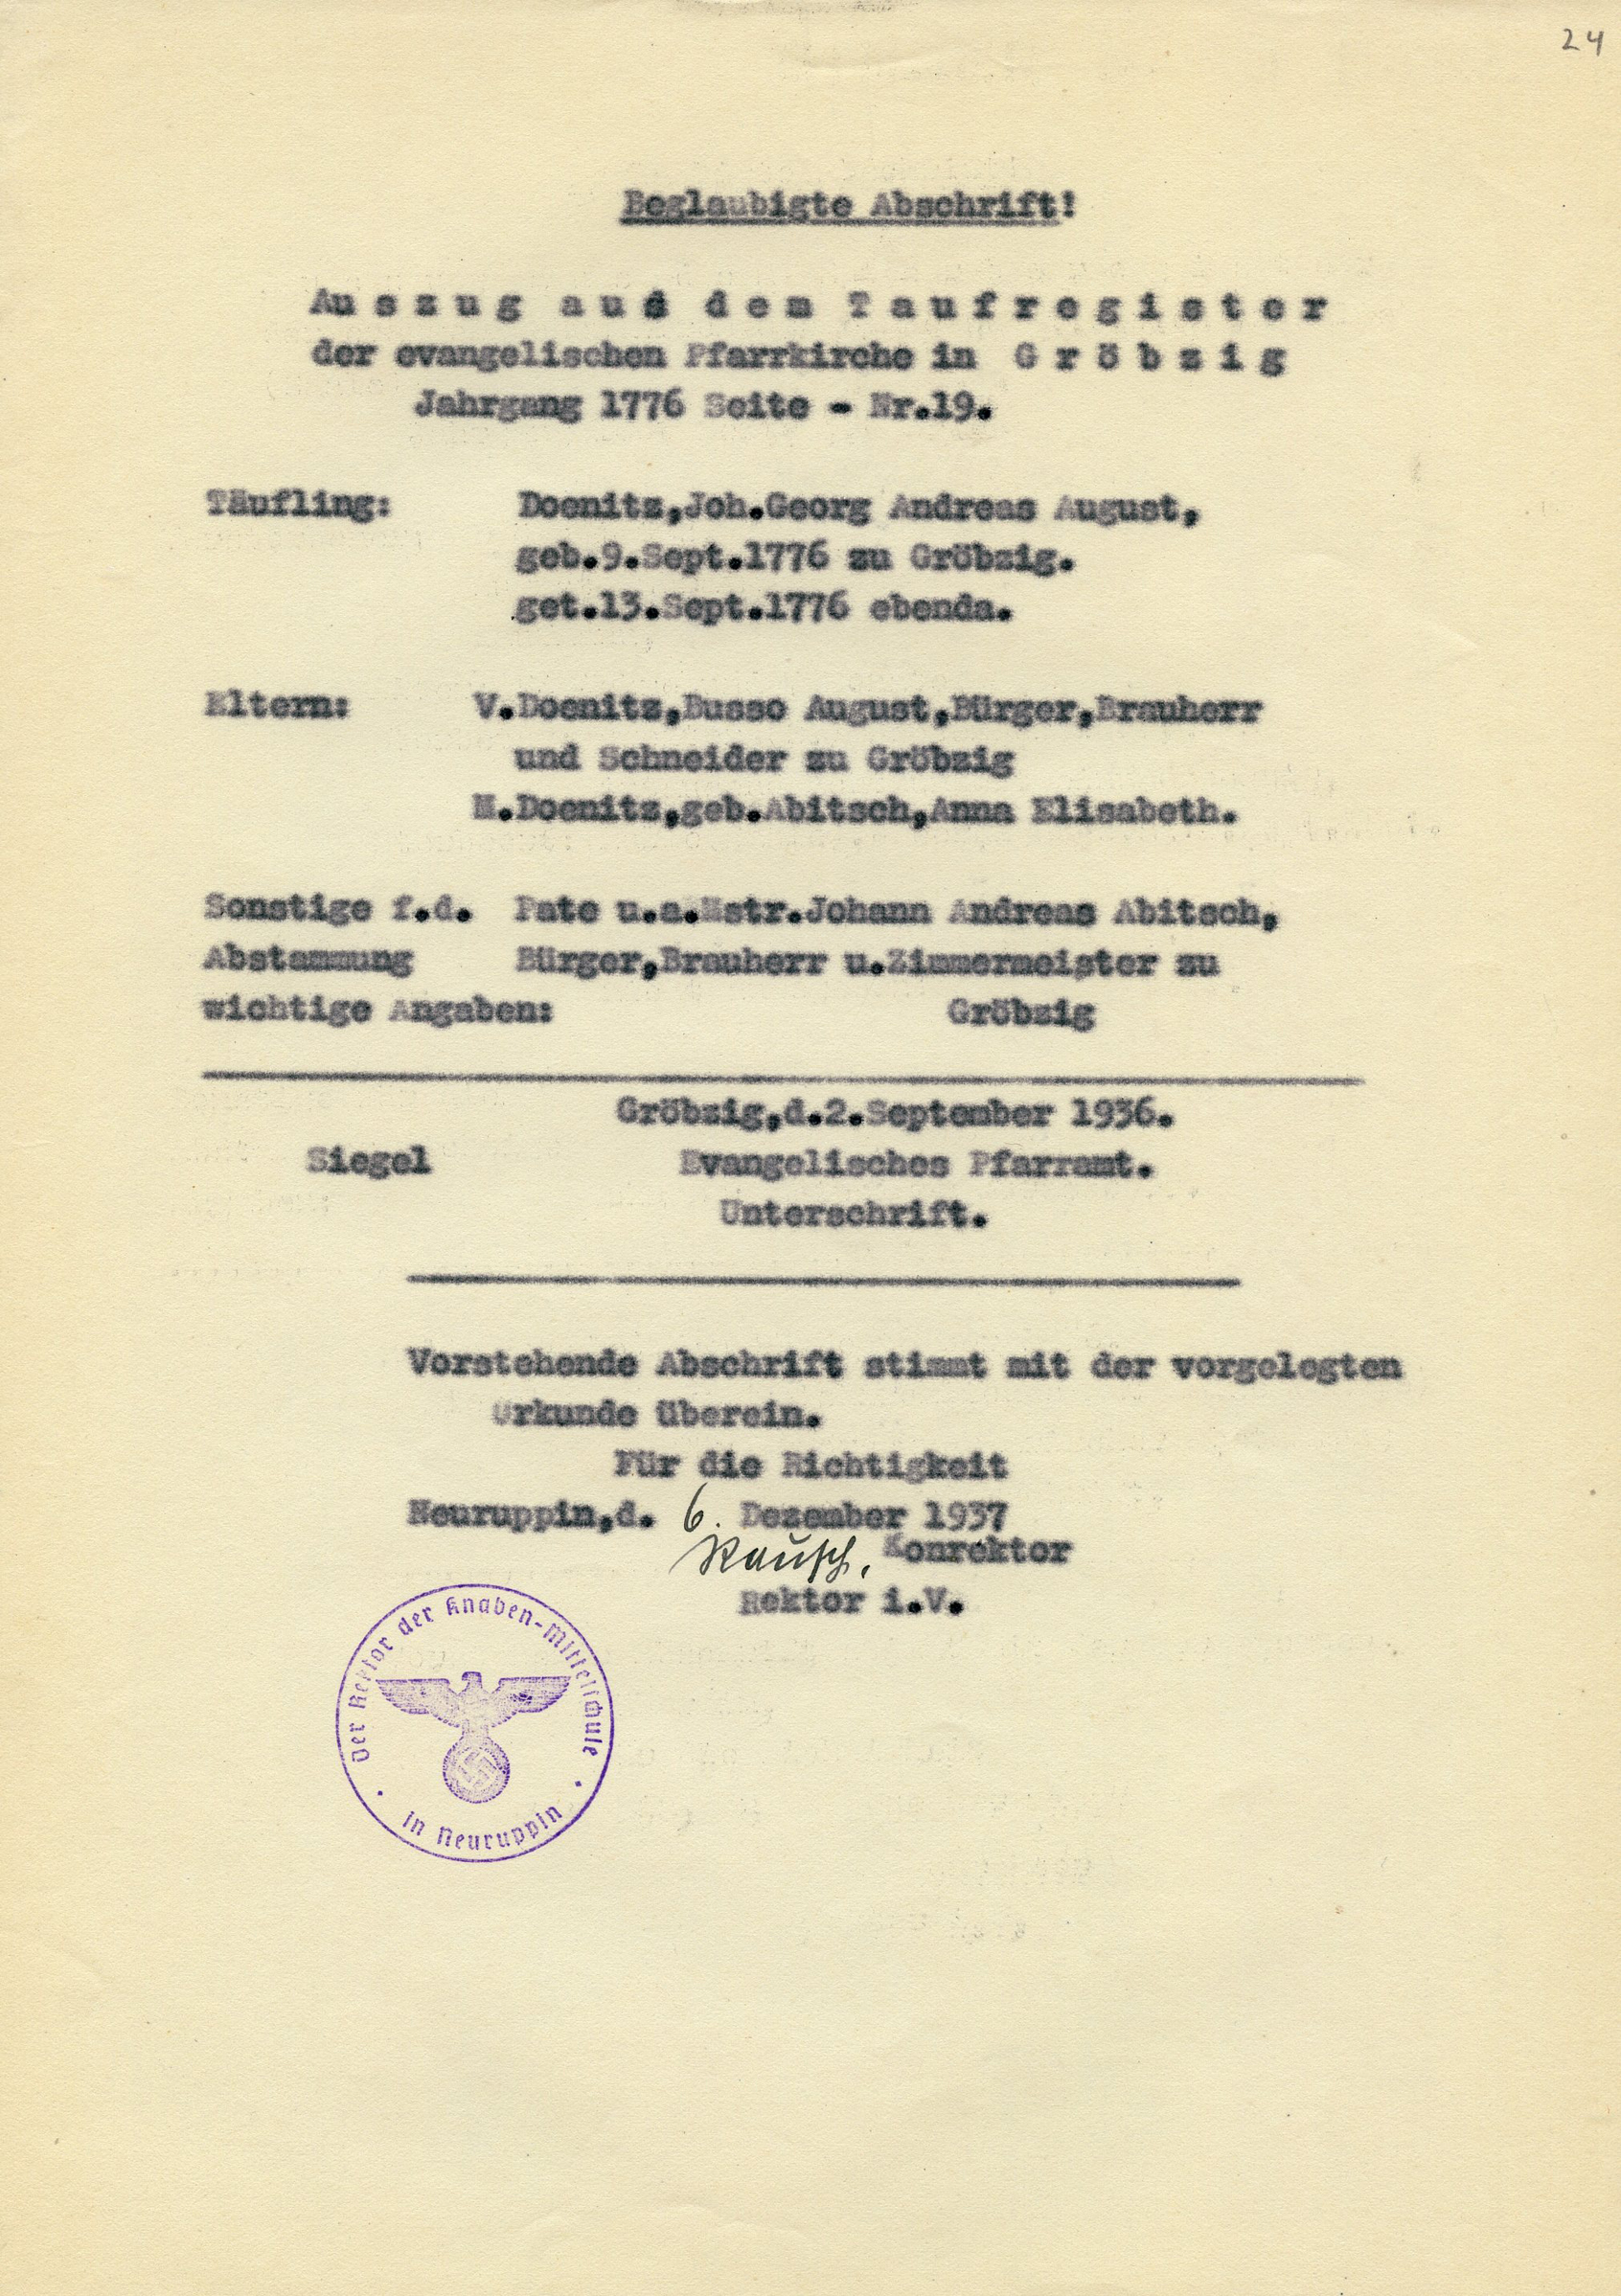 24
Beglaubigte Abschrift!
Auszug aus dem Taufregister
der evangelischen Pfarrkirche in Gröbzig
Jahrgang 1776 Seite - Nr.19.
Täufling: Doenitz,Joh.Georg Andreas August,
geb.9.Sept.1776 zu Gröbzig.
get.13.Sept.1776 ebenda.
Eltern: V.Doenitz,Busso August,Bürger,Brauherr
und Schneider zu Gröbzig
M.Doenitz,geb.Abitsch,Anna Elisabeth.
Sonstige f.d. Pate u.a.Mstr.Johann Andreas Abitsch,
Abstammung Bürger,Brauherr u.Zimmermeister zu
wichtige Angaben: Gröbzig
Gröbzig,d.2.September 1936.
Siegel Evangelisches Pfarramt.
Unterschrift.
Vorstehende Abschrift stimmt mit der vorgelegten
Urkunde überein.
Für die Richtigkeit
Neuruppin,d. 6. Dezember 1937
Rausch, Konrektor
Rektor i.V.
Der Rektor der Knaben-Mittelschule
in Neuruppin